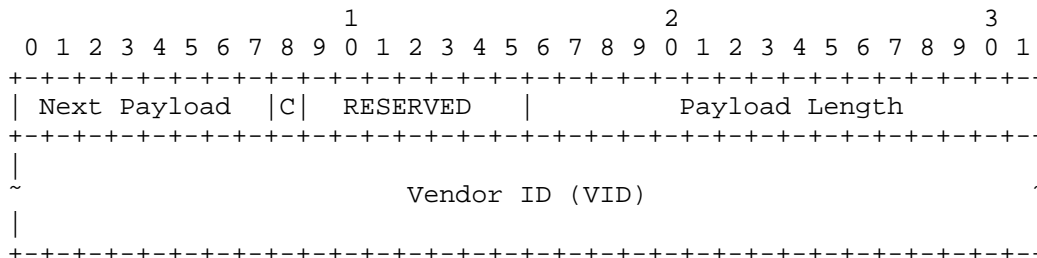 1                   2                   3
 0 1 2 3 4 5 6 7 8 9 0 1 2 3 4 5 6 7 8 9 0 1 2 3 4 5 6 7 8 9 0 1
+-+-+-+-+-+-+-+-+-+-+-+-+-+-+-+-+-+-+-+-+-+-+-+-+-+-+-+-+-+-+-+-
| Next Payload  |C|  RESERVED   |         Payload Length
+-+-+-+-+-+-+-+-+-+-+-+-+-+-+-+-+-+-+-+-+-+-+-+-+-+-+-+-+-+-+-+-
|
~                        Vendor ID (VID)                        ~
|
+-+-+-+-+-+-+-+-+-+-+-+-+-+-+-+-+-+-+-+-+-+-+-+-+-+-+-+-+-+-+-+-